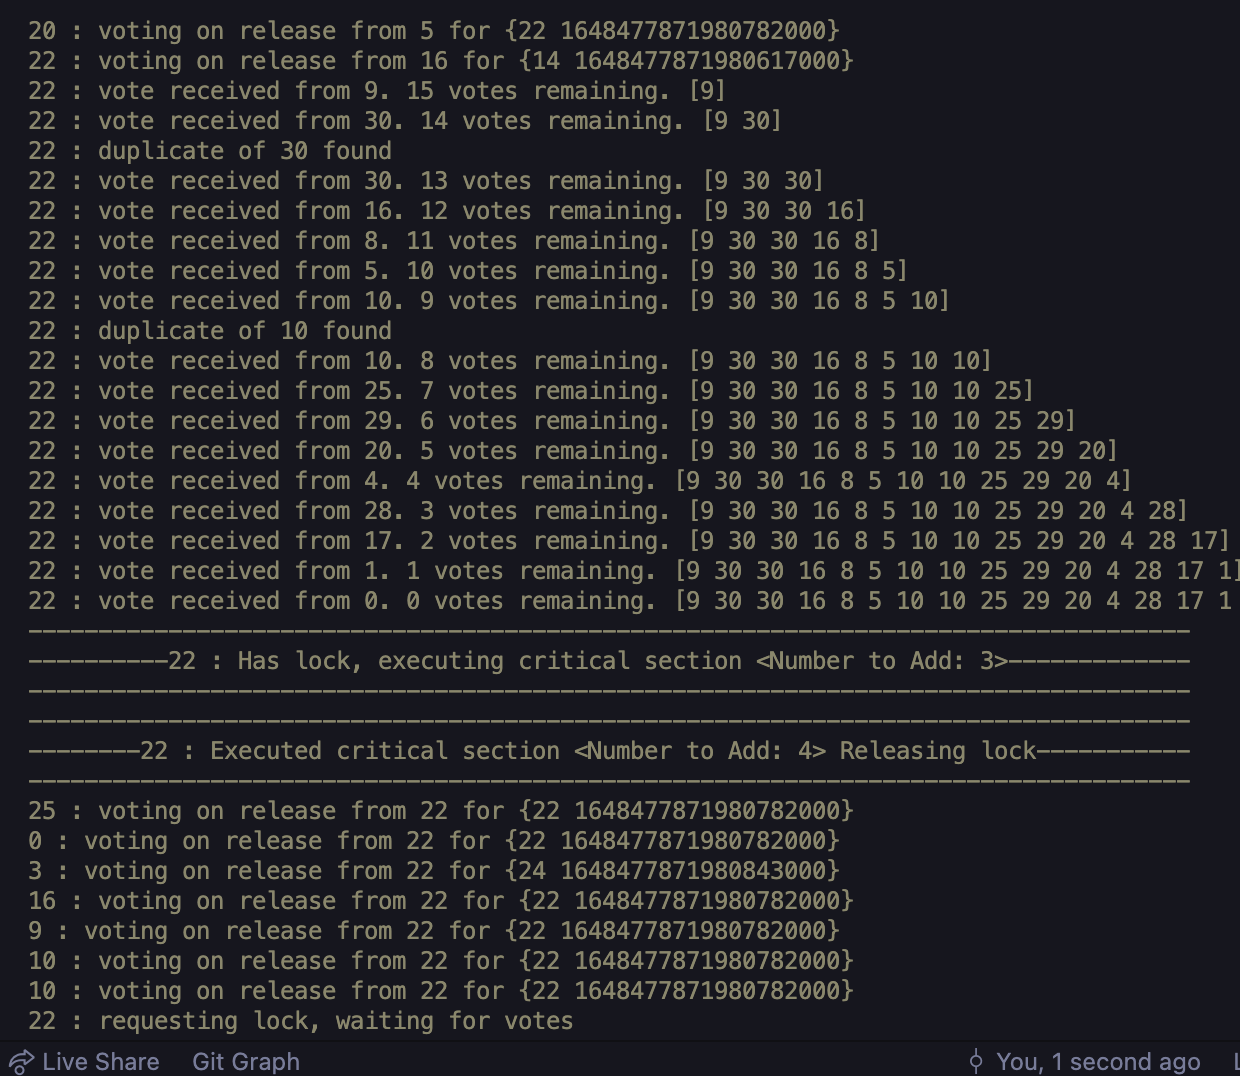 20 : voting on release from 5 for {22 1648477871980782000}
22 : voting on release from 16 for {14 1648477871980617000}
22 : vote received from 9. 15 votes remaining. [9]
22 : vote received from 30. 14 votes remaining. [9 30]
22 : duplicate of 30 found
22 : vote received from 30. 13 votes remaining. [9 30 30]
22 : vote received from 16. 12 votes remaining. [9 30 30 16]
22 : vote received from 8. 11 votes remaining. [9 30 30 16 8]
22 : vote received from 5. 10 votes remaining. [9 30 30 16 8 5]
22 : vote received from 10. 9 votes remaining. [9 30 30 16 8 5 10]
22 : duplicate of 10 found
22 : vote received from 10. 8 votes remaining. [9 30 30 16 8 5 10 10]
22 : vote received from 25. 7 votes remaining. [9 30 30 16 8 5 10 10 25]
22 : vote received from 29. 6 votes remaining. [9 30 30 16 8 5 10 10 25 29]
22 : vote received from 20. 5 votes remaining. [9 30 30 16 8 5 10 10 25 29 20]
22 : vote received from 4. 4 votes remaining. [9 30 30 16 8 5 10 10 25 29 20 4]
22 : vote received from 28. 3 votes remaining. [9 30 30 16 8 5 10 10 25 29 20 4 28]
22 : vote received from 17. 2 votes remaining. [9 30 30 16 8 5 10 10 25 29 20 4 28 17]
22 : vote received from 1. 1 votes remaining. [9 30 30 16 8 5 10 10 25 29 20 4 28 17 1]
22 : vote received from 0. 0 votes remaining. [9 30 30 16 8 5 10 10 25 29 20 4 28 17 1
-----------------------------------------------------------------------------------
----------22 : Has lock, executing critical section <Number to Add: 3>-------------
-----------------------------------------------------------------------------------
-----------------------------------------------------------------------------------
--------22 : Executed critical section <Number to Add: 4> Releasing lock-----------
-----------------------------------------------------------------------------------
25 : voting on release from 22 for {22 1648477871980782000}
0 : voting on release from 22 for {22 1648477871980782000}
3 : voting on release from 22 for {24 1648477871980843000}
16 : voting on release from 22 for {22 1648477871980782000}
9 : voting on release from 22 for {22 1648477871980782000}
10 : voting on release from 22 for {22 1648477871980782000}
10 : voting on release from 22 for {22 1648477871980782000}
22 : requesting lock, waiting for votes
Live Share Git Graph You, 1 second ago